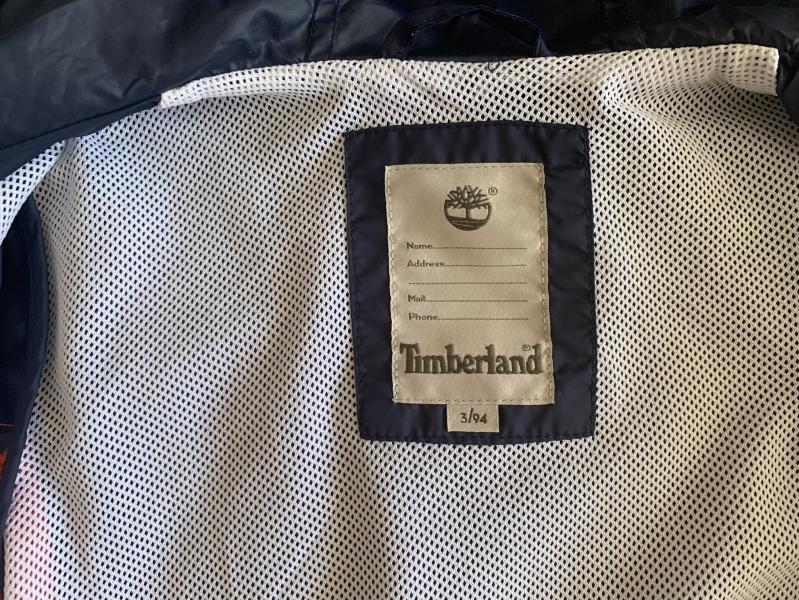 ®
Name
Address
Mail
Phone
Timberland®
3/94